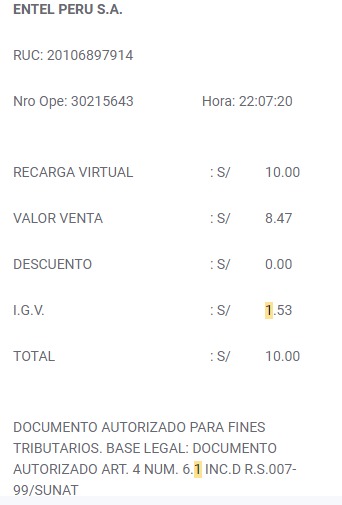 ENTEL PERU S.A.
RUC: 20106897914
Nro Ope: 30215643 Hora: 22:07:20
RECARGA VIRTUAL : S/ 10.00
VALOR VENTA : S/ 8.47
DESCUENTO : S/ 0.00
I.G.V. : S/ 1.53
TOTAL : S/ 10.00
DOCUMENTO AUTORIZADO PARA FINES
TRIBUTARIOS. BASE LEGAL: DOCUMENTO
AUTORIZADO ART. 4 NUM. 6.1 INC.D R.S.007-
99/SUNAT